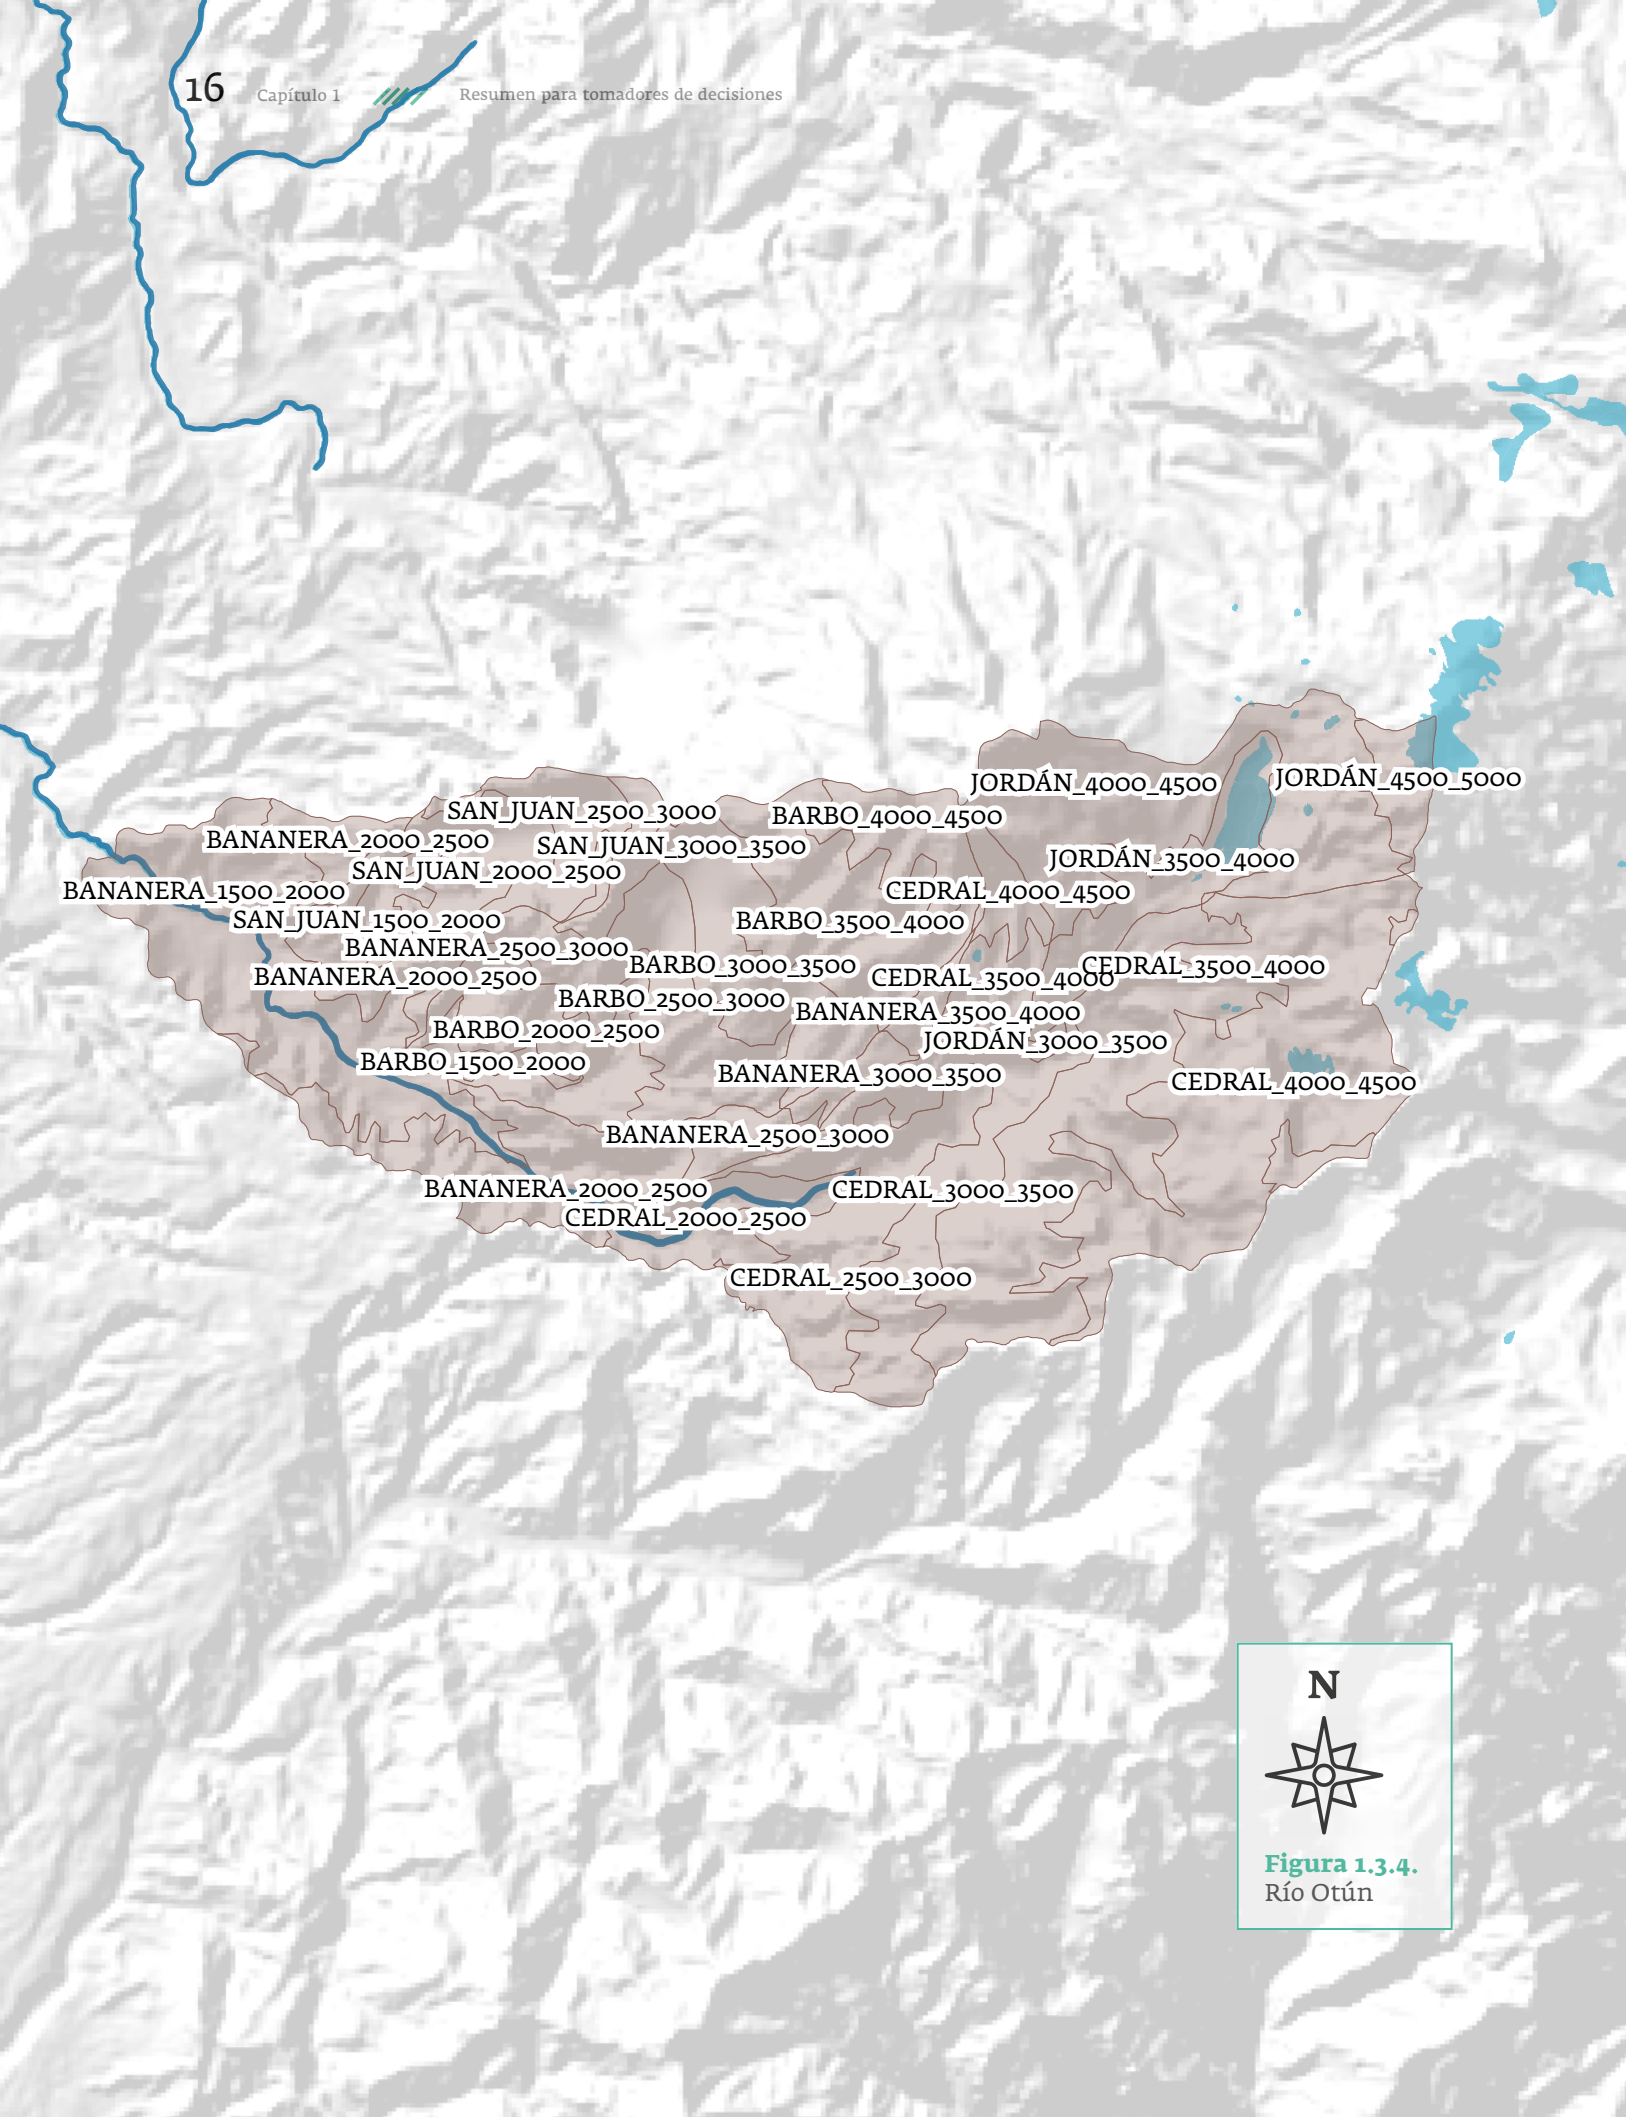 16 Capítulo 1 Resumen para tomadores de decisiones
JORDÁN_4500_5000
JORDÁN_4000_4500
SAN_JUAN_2500_3000
BARBO_4000_4500
BANANERA_2000_2500
SAN_JUAN_3000_3500
JORDÁN_3500_4000
SAN_JUAN_2000_2500
BANANERA_1500_2000
CEDRAL_4000_4500
SAN_JUAN_1500_2000
BARBO_3500_4000
BANANERA_2500_3000
BARBO_3000_3500
CEDRAL_3500_4000
BANANERA_2000_2500
CEDRAL_3500_4000
BARBO_2500_3000
BANANERA_3500_4000
BARBO_2000_2500
JORDÁN_3000_3500
BARBO_1500_2000
BANANERA_3000_3500
CEDRAL_4000_4500
BANANERA_2500_3000
BANANERA_2000_2500
CEDRAL_3000_3500
CEDRAL_2000_2500
CEDRAL_2500_3000
N
Figura 1.3.4.
Río Otún